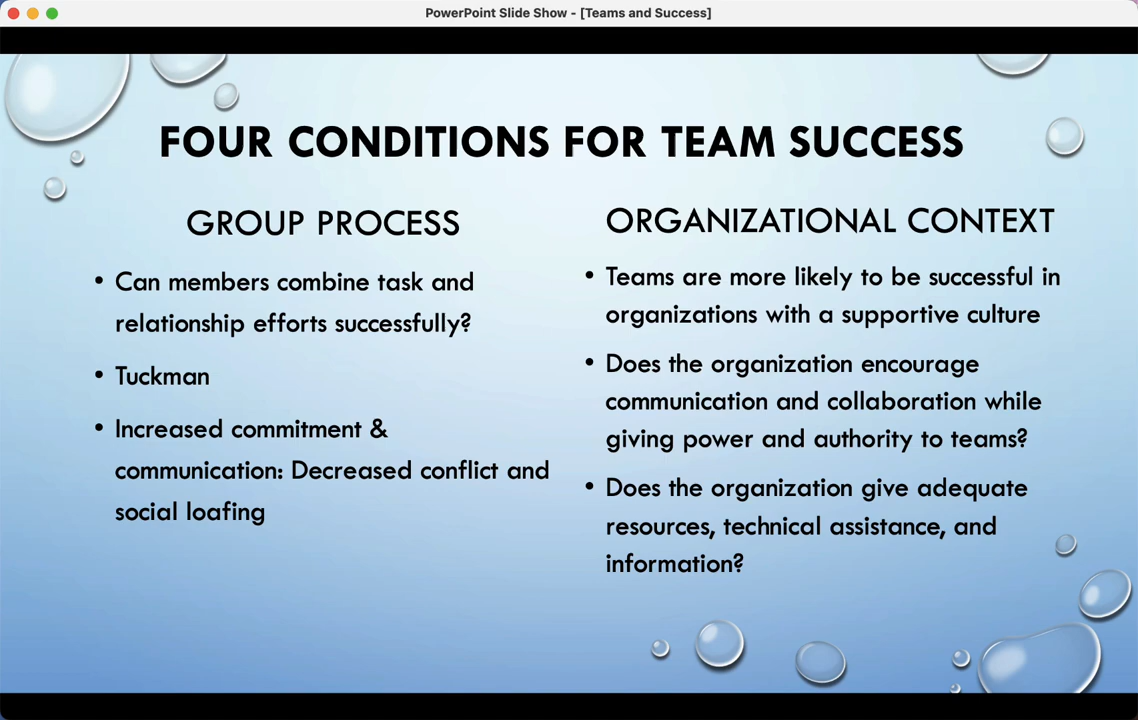 PowerPoint Slide Show - [Teams and Success]
FOUR CONDITIONS FOR TEAM SUCCESS
GROUP PROCESS
• Can members combine task and
relationship efforts successfully?
• Tuckman
• Increased commitment &
communication: Decreased conflict and
social loafing
ORGANIZATIONAL CONTEXT
• Teams are more likely to be successful in
organizations with a supportive culture
• Does the organization encourage
communication and collaboration while
giving power and authority to teams?
• Does the organization give adequate
resources, technical assistance, and
information?